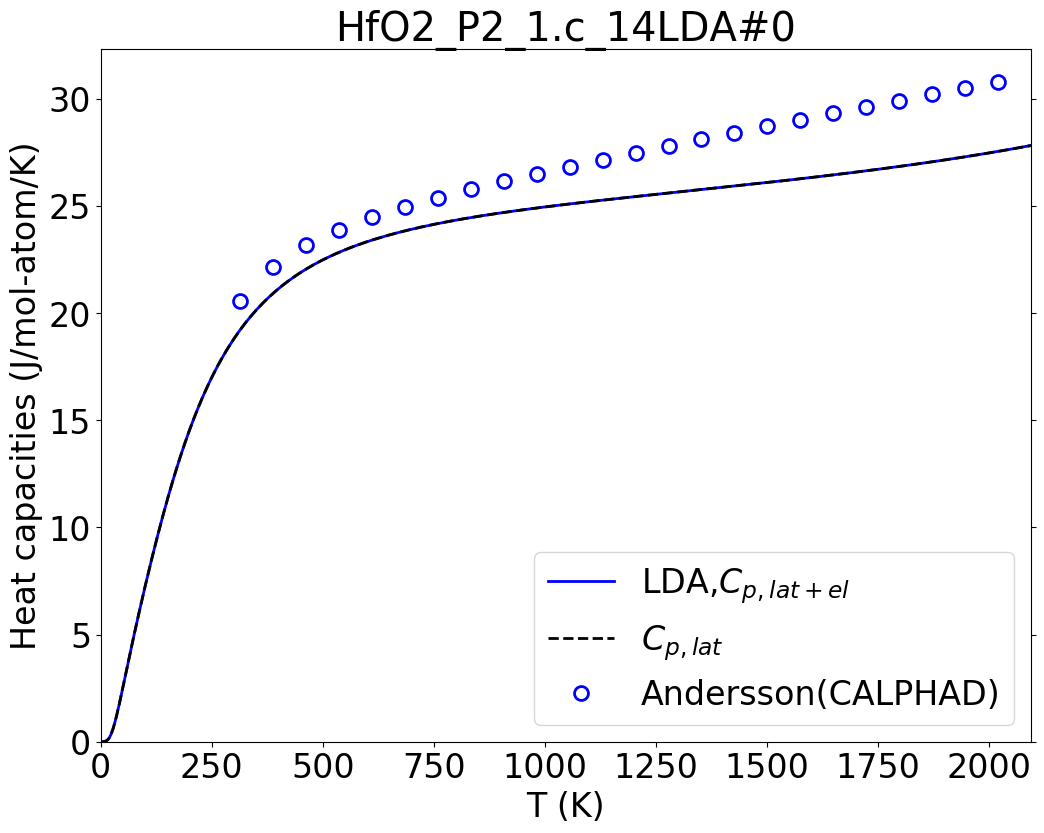 HfO2_P2_1.c_14LDA#0
Heat capacities (J/mol-atom/K)
30
25
20
15
10
5
0
LDA,C_{p, lat+el}
C_{p, lat}
Andersson(CALPHAD)
0 250 500 750 1000 1250 1500 1750 2000
T (K)